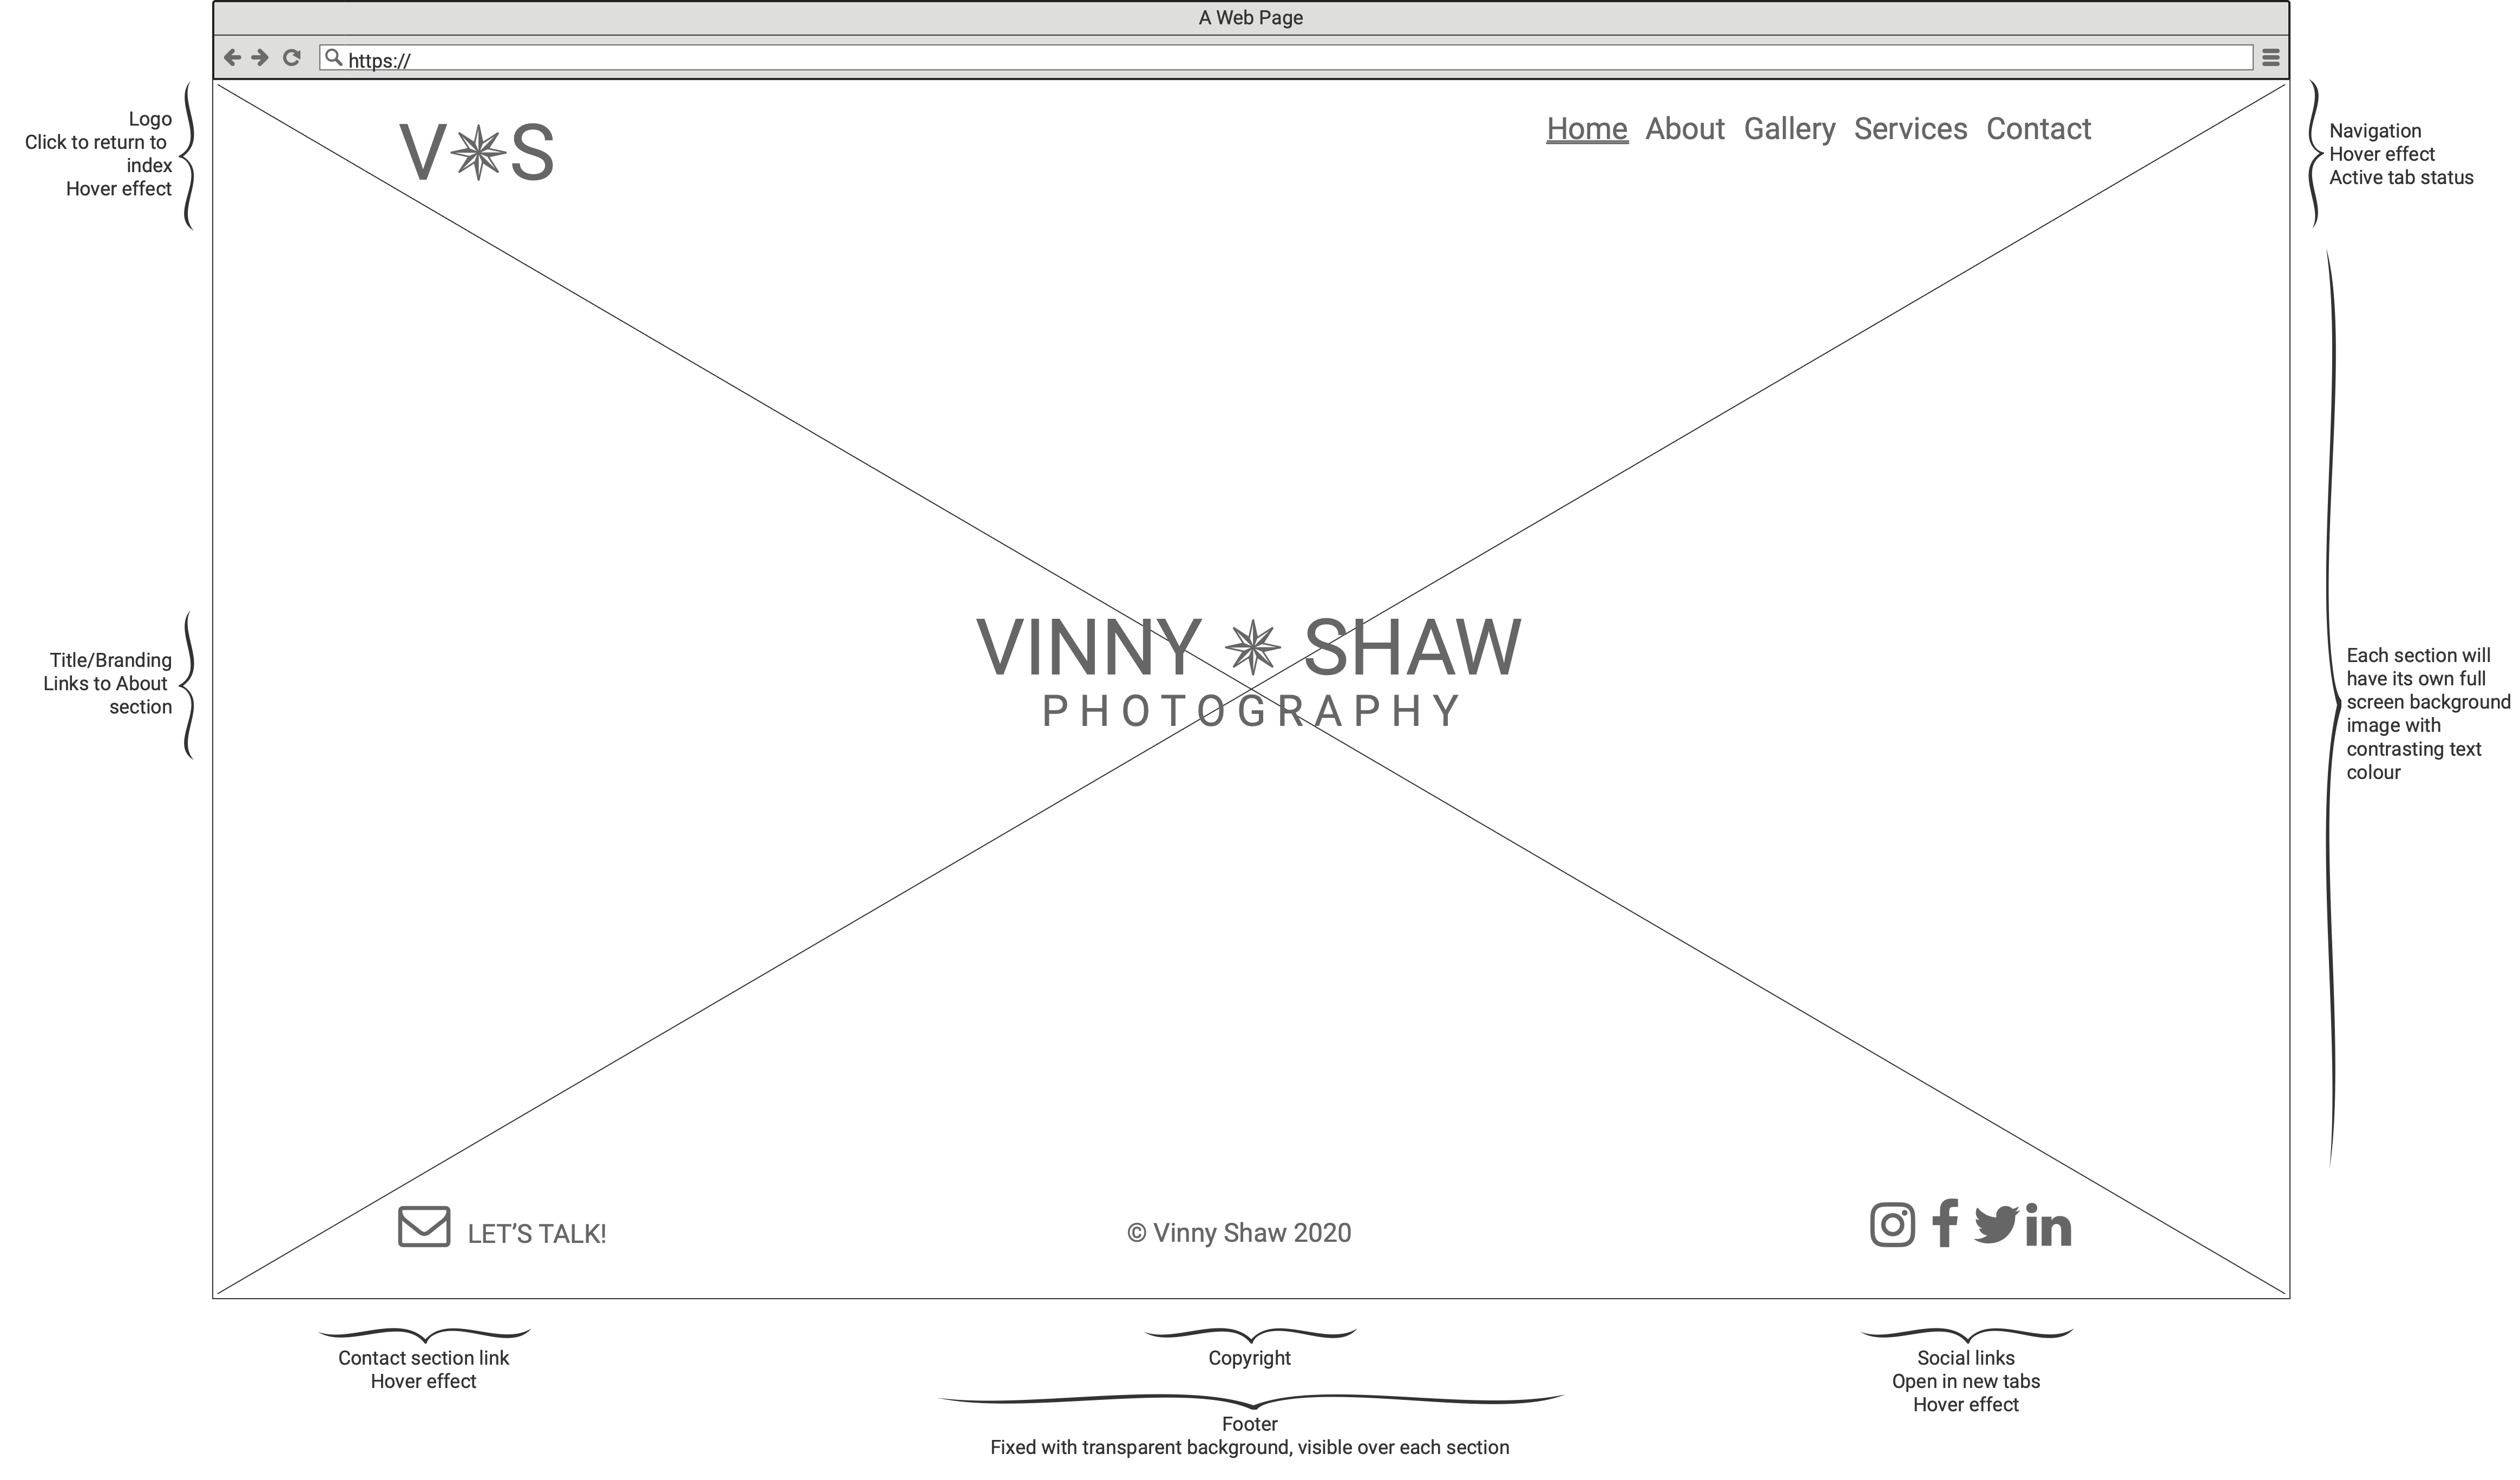 A Web Page
https://
Logo
Click to return to
index
Hover effect
V S
Home About Gallery Services Contact
Navigation
Hover effect
Active tab status
Title/Branding
Links to About
section
VINNY SHAW
PHOTOGRAPHY
Each section will
have its own full
screen background
image with
contrasting text
colour
LET’S TALK!
© Vinny Shaw 2020
Contact section link
Hover effect
Copyright
Social links
Open in new tabs
Hover effect
Footer
Fixed with transparent background, visible over each section